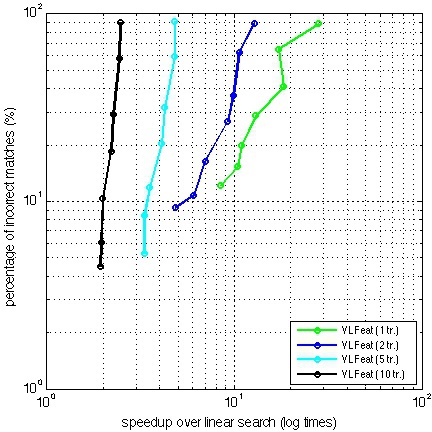 10²
percentage of incorrect matches (%)
10¹
10⁰
10⁰ 10¹ 10²
speedup over linear search (log times)
VLFeat (1 tr.)
VLFeat (2 tr.)
VLFeat (5 tr.)
VLFeat (10 tr.)